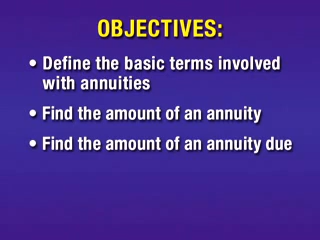 OBJECTIVES:
• Define the basic terms involved
with annuities
• Find the amount of an annuity
• Find the amount of an annuity due